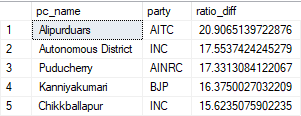 pc_name party ratio_diff
1 Alipurduars AITC 20.9065139722876
2 Autonomous District INC 17.5537424245279
3 Puducherry AINRC 17.3313084122067
4 Kanniyakumari BJP 16.3750027032209
5 Chikkballapur INC 15.6235075902235